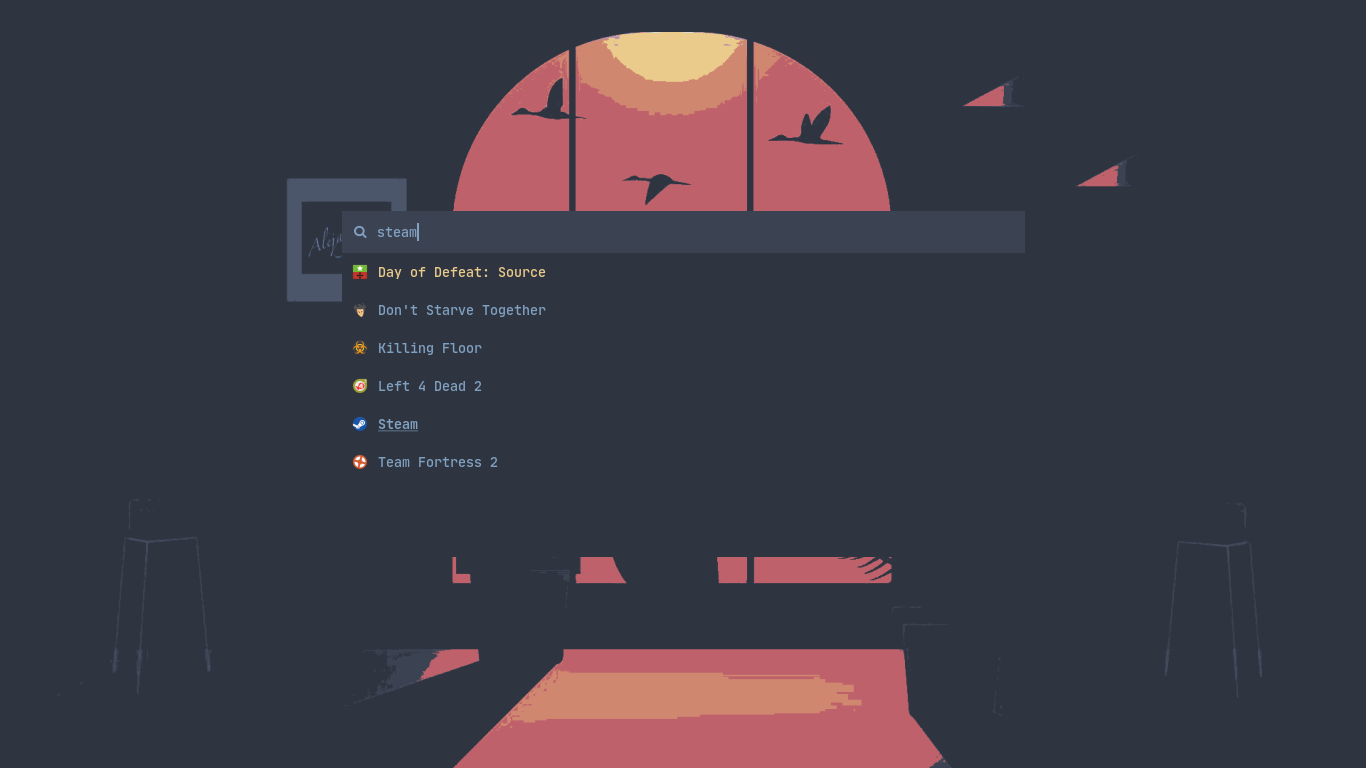 steam
Day of Defeat: Source
Don't Starve Together
Killing Floor
Left 4 Dead 2
Steam
Team Fortress 2